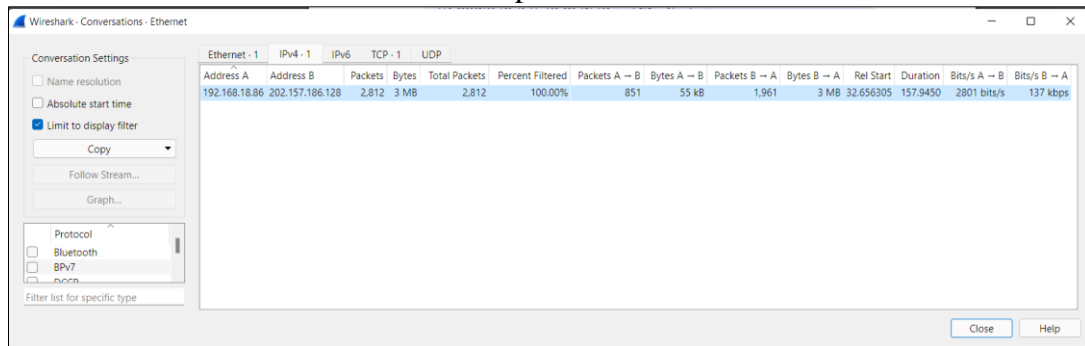 Wireshark · Conversations · Ethernet
Conversation Settings
Name resolution
Absolute start time
Limit to display filter
Copy
Follow Stream...
Graph...
Protocol
Bluetooth
BPv7
DCCP
Filter list for specific type
Ethernet · 1 IPv4 · 1 IPv6 TCP · 1 UDP
Address A Address B Packets Bytes Total Packets Percent Filtered Packets A → B Bytes A → B Packets B → A Bytes B → A Rel Start Duration Bits/s A → B Bits/s B → A
192.168.18.86 202.157.186.128 2,812 3 MB 2,812 100.00% 851 55 kB 1,961 3 MB 32.656305 157.9450 2801 bits/s 137 kbps
Close Help